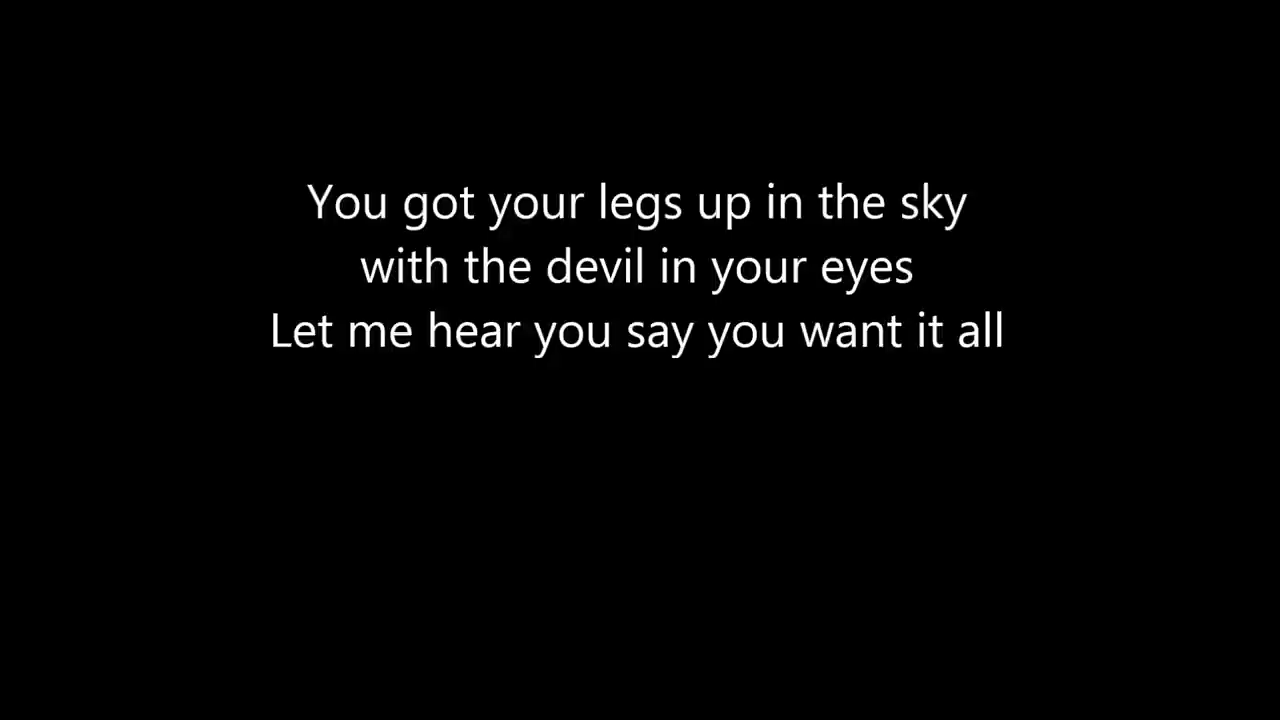 You got your legs up in the sky
with the devil in your eyes
Let me hear you say you want it all